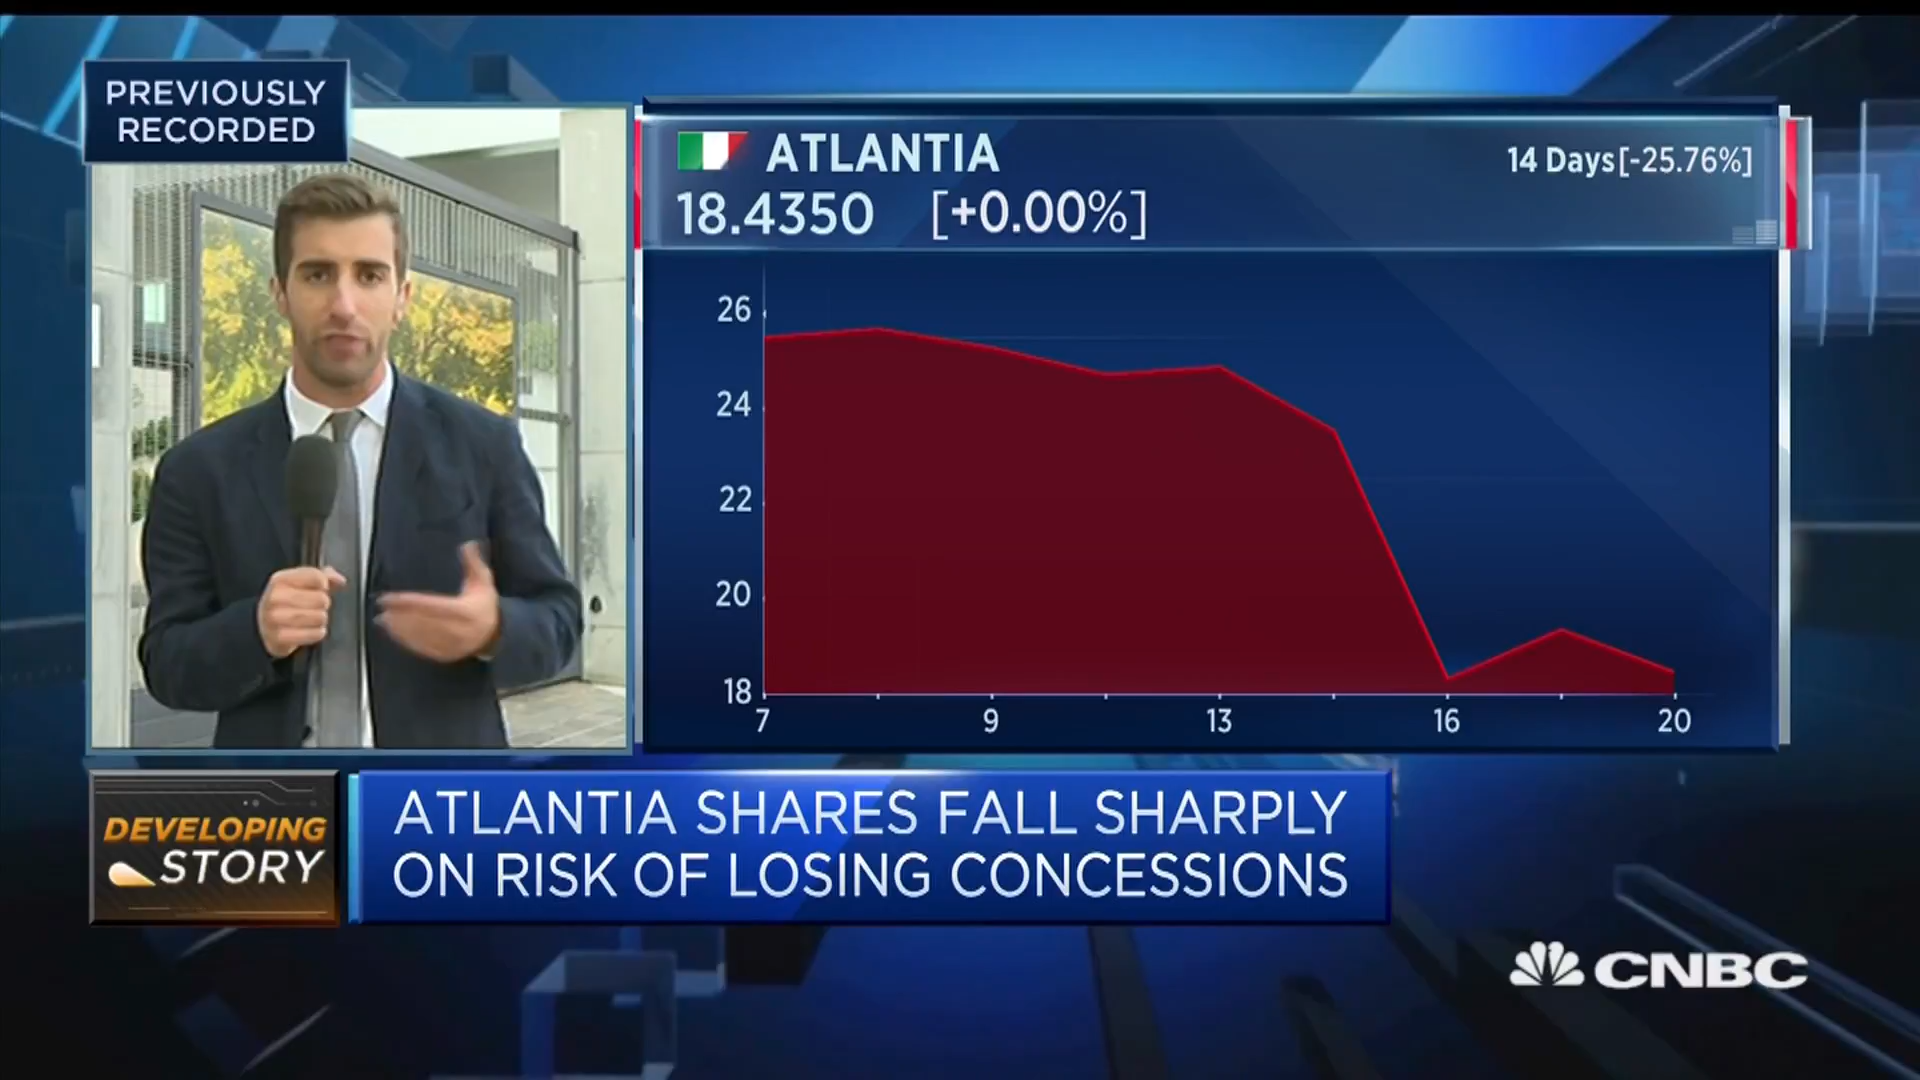 PREVIOUSLY
RECORDED
ATLANTIA
14 Days[-25.76%]
18.4350 [+0.00%]
26
24
22
20
18
7 9 13 16 20
DEVELOPING
STORY
ATLANTIA SHARES FALL SHARPLY
ON RISK OF LOSING CONCESSIONS
CNBC